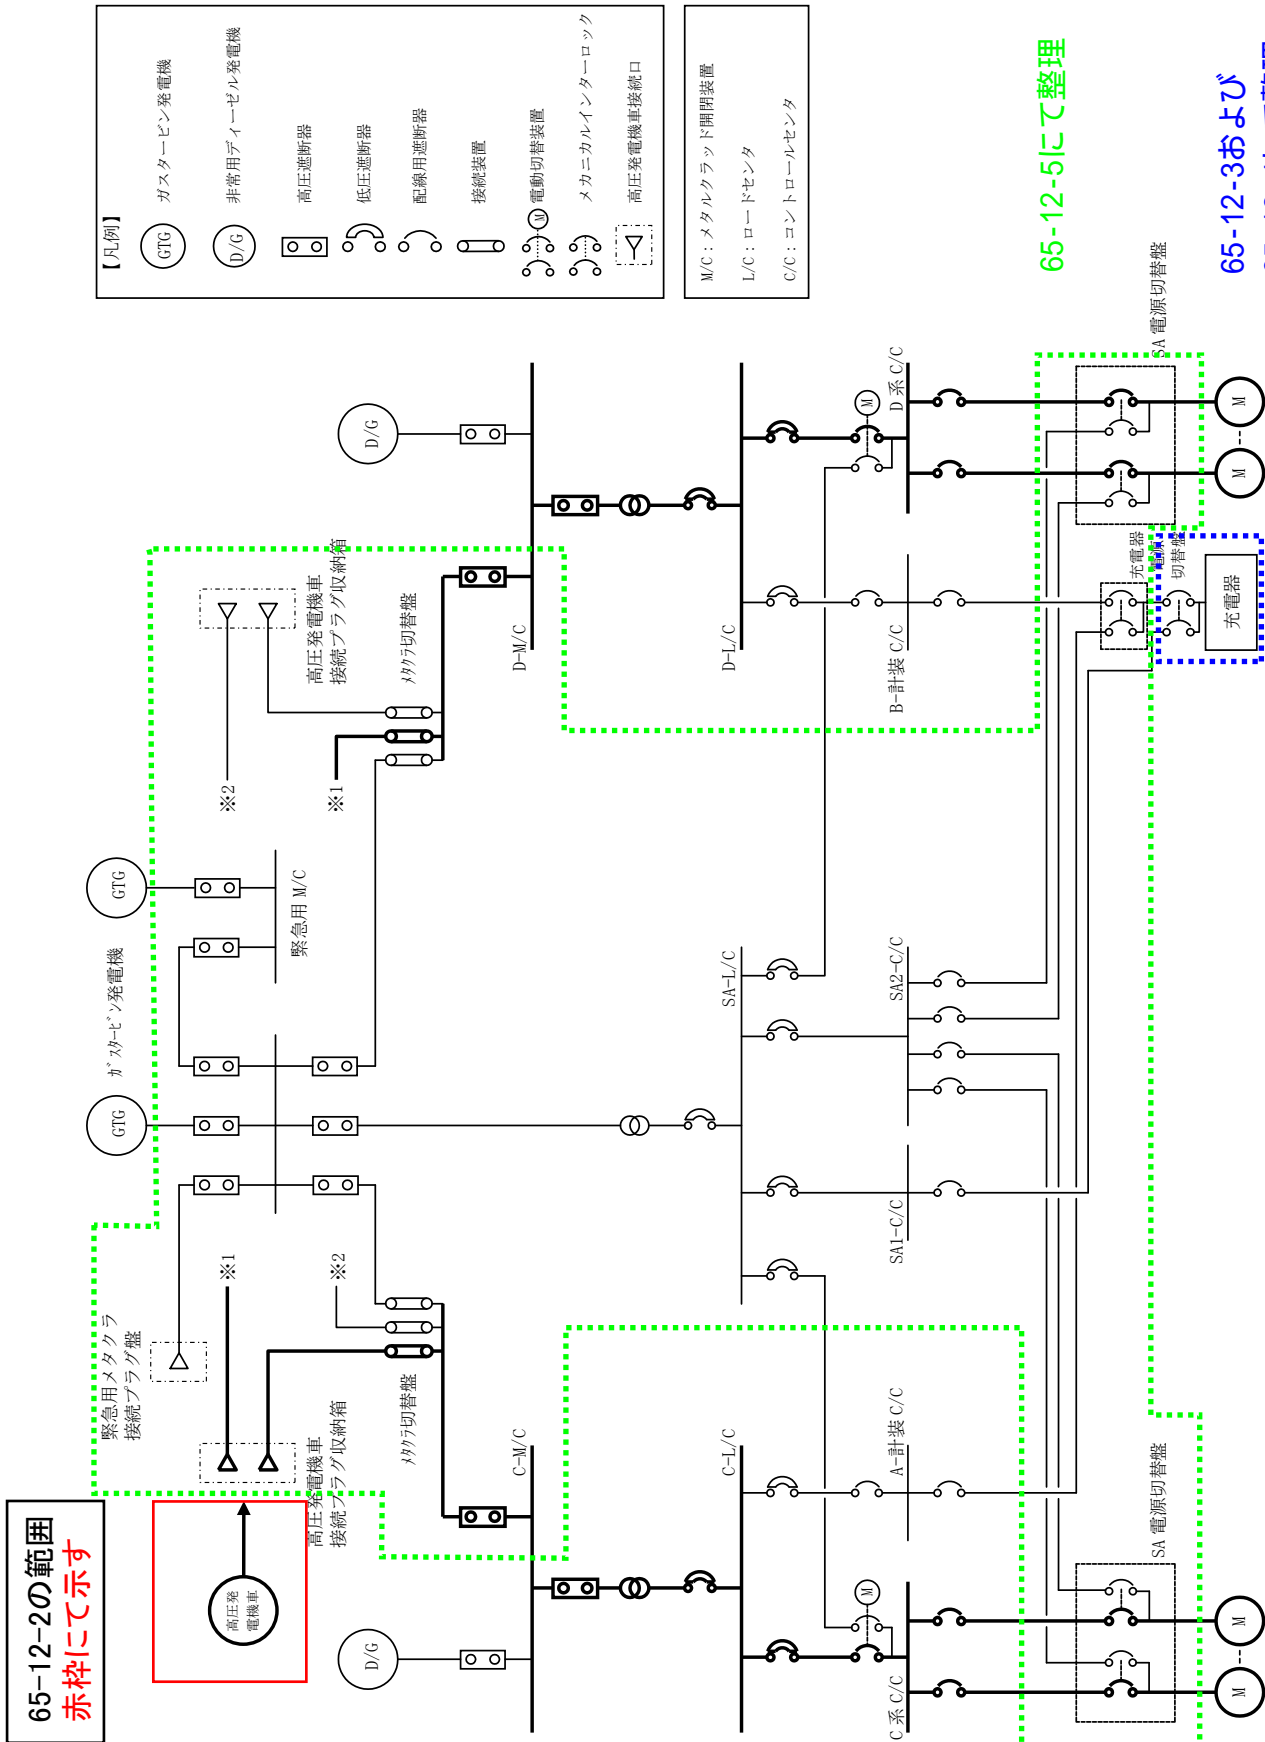 65-12-2の範囲
赤枠にて示す
【凡例】
GTG
ガスタービン発電機
D/G
非常用ディーゼル発電機
高圧遮断器
低圧遮断器
配線用遮断器
接続装置
M
電動切替装置
メカニカルインターロック
高圧発電機車接続口
M/C：メタルクラッド開閉装置
L/C：ロードセンタ
C/C：コントロールセンタ
65-12-5にて整理
65-12-3および
高圧発
電機車
緊急用メタクラ
接続プラグ盤
GTG
ｶﾞｽﾀｰﾋﾞﾝ発電機
GTG
緊急用 M/C
高圧発電機車
接続プラグ収納箱
※1
※2
ﾒﾀｸﾗ切替盤
高圧発電機車
接続プラグ収納箱
※2
※1
ﾒﾀｸﾗ切替盤
D/G
C-M/C
D/G
D-M/C
C-L/C
SA-L/C
D-L/C
M
C系 C/C
A-計装 C/C
SA1-C/C
SA2-C/C
B-計装 C/C
M
D系 C/C
SA 電源切替盤
充電器
電源
切替盤
充電器
SA 電源切替盤
M
M
M
M